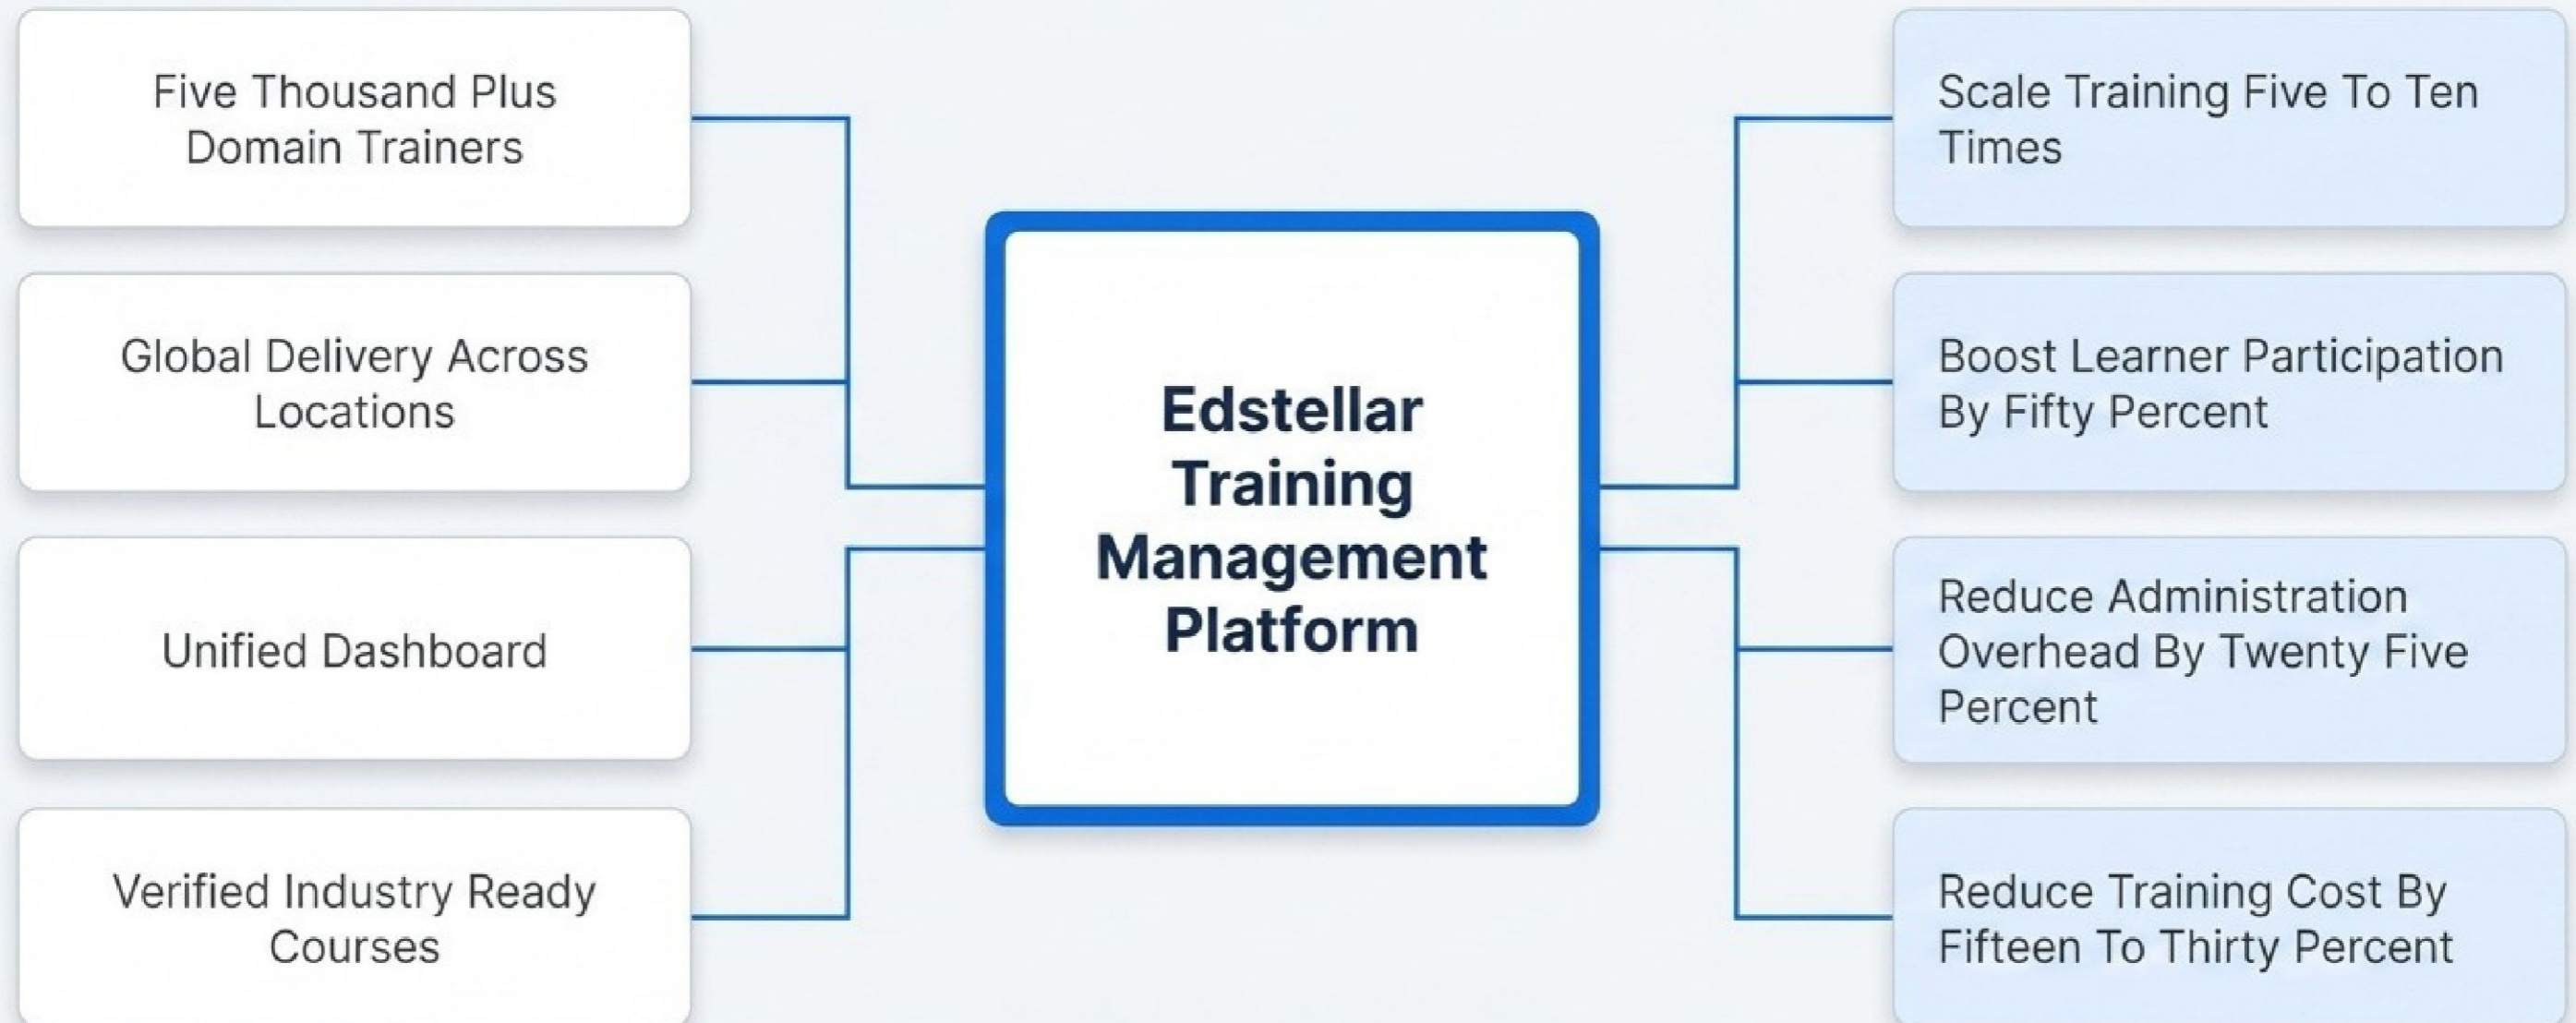 Five Thousand Plus
Domain Trainers
Global Delivery Across
Locations
Unified Dashboard
Verified Industry Ready
Courses
Edstellar
Training
Management
Platform
Scale Training Five To Ten
Times
Boost Learner Participation
By Fifty Percent
Reduce Administration
Overhead By Twenty Five
Percent
Reduce Training Cost By
Fifteen To Thirty Percent